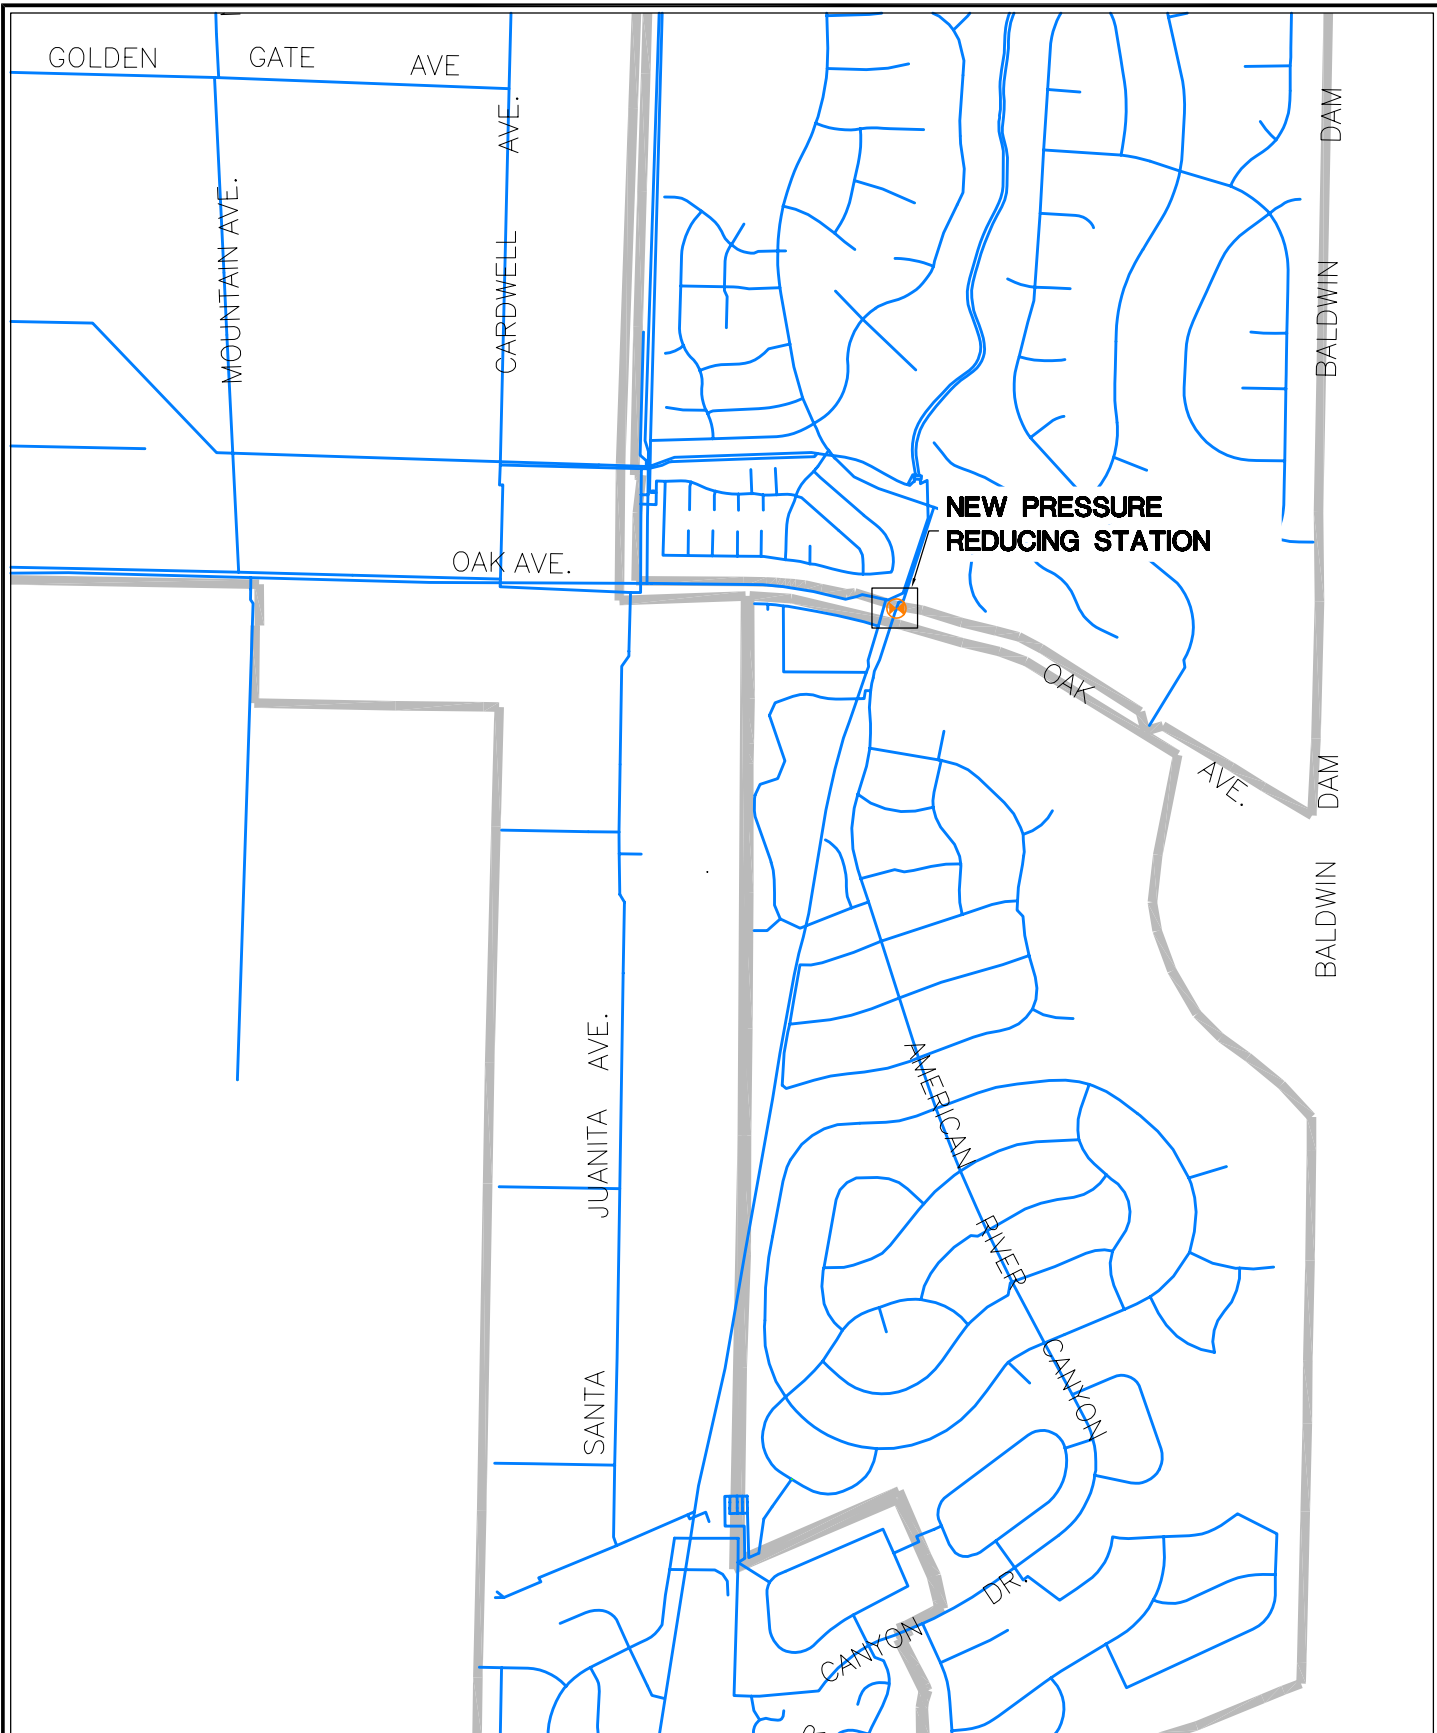 GOLDEN GATE AVE
MOUNTAIN AVE.
CARDWELL AVE.
BALDWIN DAM
NEW PRESSURE
REDUCING STATION
OAK AVE.
OAK AVE.
BALDWIN DAM
SANTA JUANITA AVE.
AMERICAN RIVER CANYON
CANYON DR.